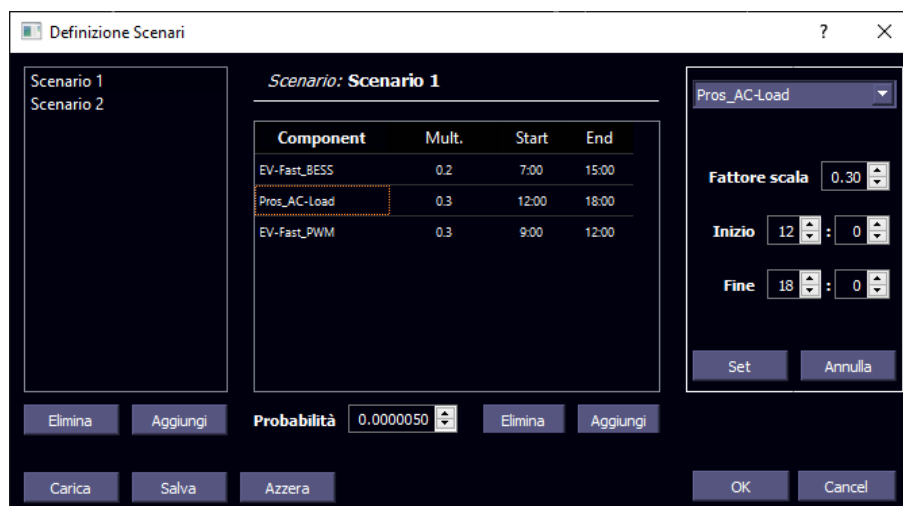 Definizione Scenari ?
Scenario 1
Scenario 2
Scenario: Scenario 1
Component Mult. Start End
EV-Fast_BESS 0.2 7:00 15:00
Pros_AC-Load 0.3 12:00 18:00
EV-Fast_PWM 0.3 9:00 12:00
Pros_AC-Load
Fattore scala 0.30
Inizio 12 : 0
Fine 18 : 0
Set Annulla
Elimina Aggiungi Probabilità 0.0000050 Elimina Aggiungi
Carica Salva Azzera OK Cancel